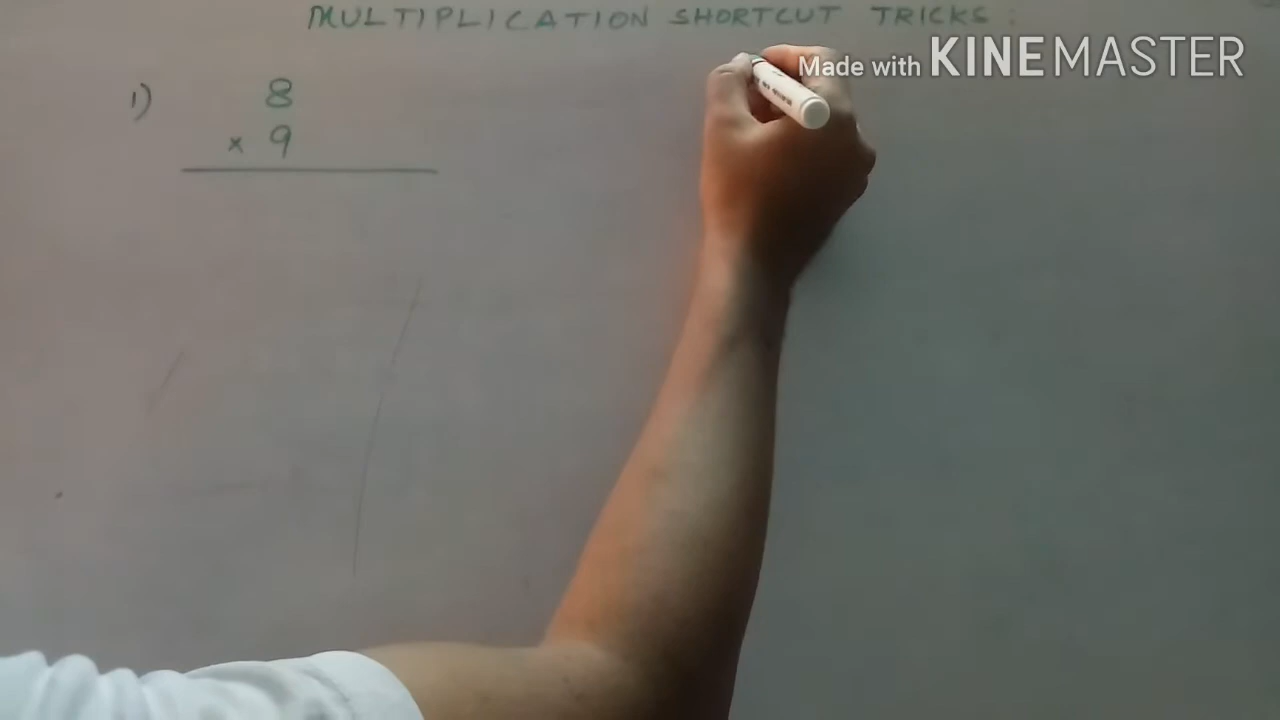 MULTIPLICATION SHORTCUT TRICKS :
Made with KINEMASTER
1) 8
× 9